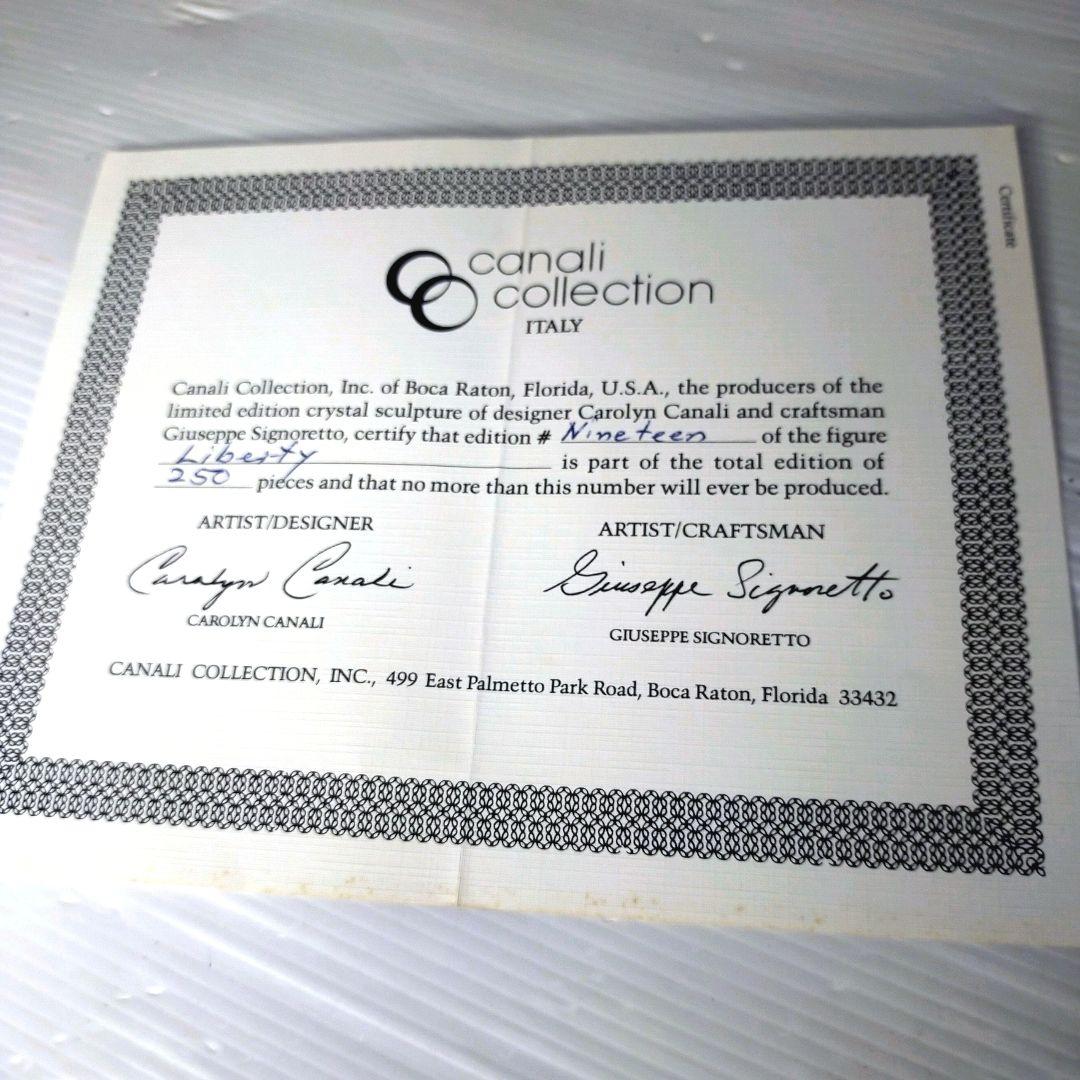 Certificate
canali
collection
ITALY
Canali Collection, Inc. of Boca Raton, Florida, U.S.A., the producers of the
limited edition crystal sculpture of designer Carolyn Canali and craftsman
Giuseppe Signoretto, certify that edition # Nineteen of the figure
Liberty is part of the total edition of
250 pieces and that no more than this number will ever be produced.
ARTIST/DESIGNER ARTIST/CRAFTSMAN
Carolyn Canali Giuseppe Signoretto
CAROLYN CANALI GIUSEPPE SIGNORETTO
CANALI COLLECTION, INC., 499 East Palmetto Park Road, Boca Raton, Florida 33432